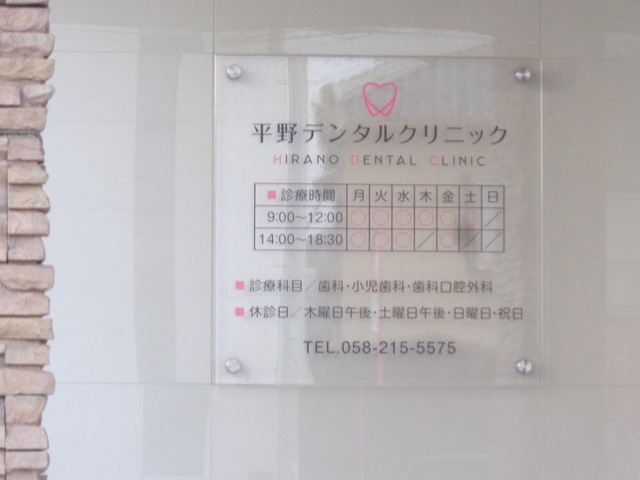 平野デンタルクリニック
HIRANO DENTAL CLINIC
■診療時間 月 火 水 木 金 土 日
9:00〜12:00 ○ ○ ○ ○ ○ ○ ／
14:00〜18:30 ○ ○ ○ ／ ○ ／ ／
■診療科目／歯科・小児歯科・歯科口腔外科
■休診日／木曜日午後・土曜日午後・日曜日・祝日
TEL.058-215-5575